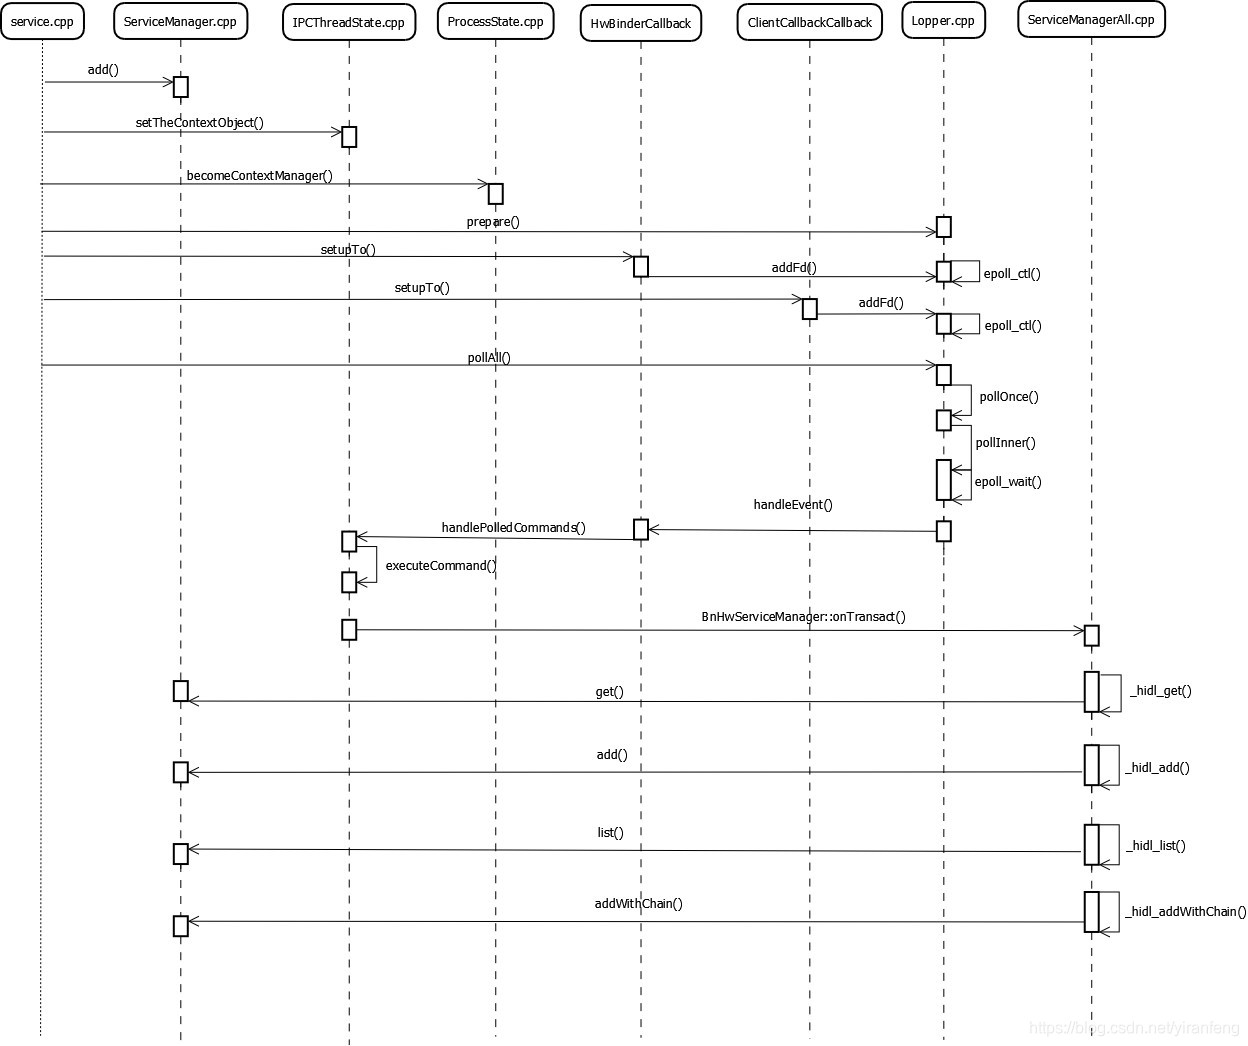 service.cpp
ServiceManager.cpp
IPCThreadState.cpp
ProcessState.cpp
HwBinderCallback
ClientCallbackCallback
Lopper.cpp
ServiceManagerAll.cpp
add()
setTheContextObject()
becomeContextManager()
prepare()
setupTo()
addFd()
epoll_ctl()
setupTo()
addFd()
epoll_ctl()
pollAll()
pollOnce()
pollInner()
epoll_wait()
handleEvent()
handlePolledCommands()
executeCommand()
BnHwServiceManager::onTransact()
get()
_hidl_get()
add()
_hidl_add()
list()
_hidl_list()
addWithChain()
_hidl_addWithChain()
https://blog.csdn.net/yiranfeng